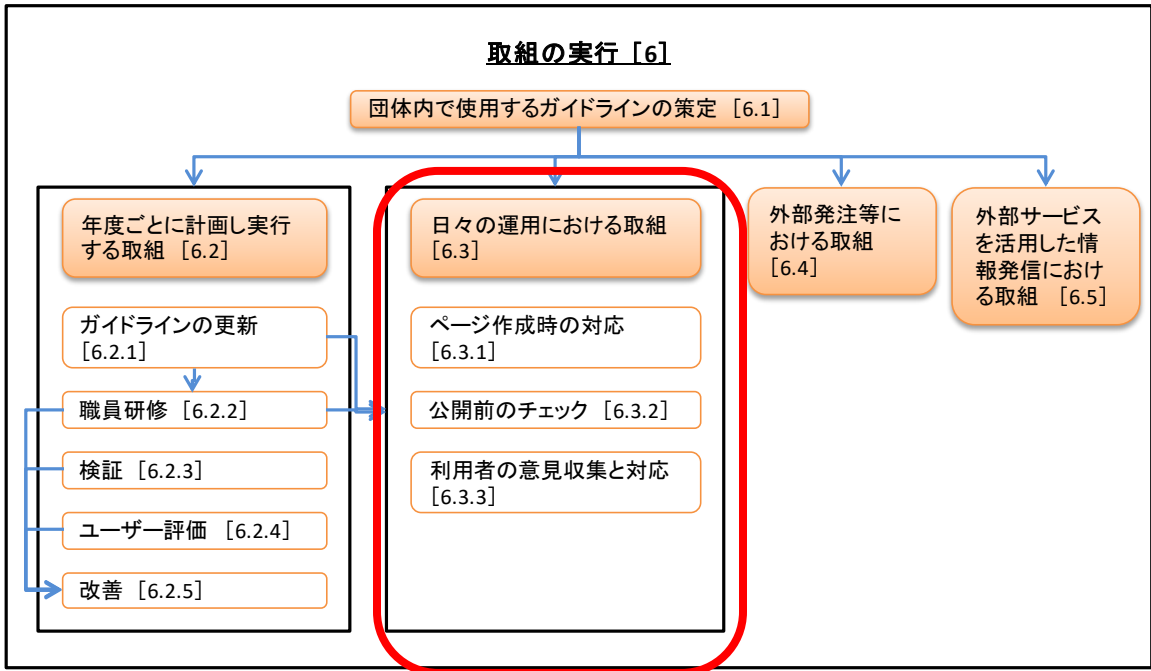 取組の実行［6］
団体内で使用するガイドラインの策定［6.1］
年度ごとに計画し実行
する取組［6.2］
ガイドラインの更新
［6.2.1］
職員研修［6.2.2］
検証［6.2.3］
ユーザー評価［6.2.4］
改善［6.2.5］
日々の運用における取組
［6.3］
ページ作成時の対応
［6.3.1］
公開前のチェック［6.3.2］
利用者の意見収集と対応
［6.3.3］
外部発注等に
おける取組
［6.4］
外部サービス
を活用した情
報発信におけ
る取組［6.5］